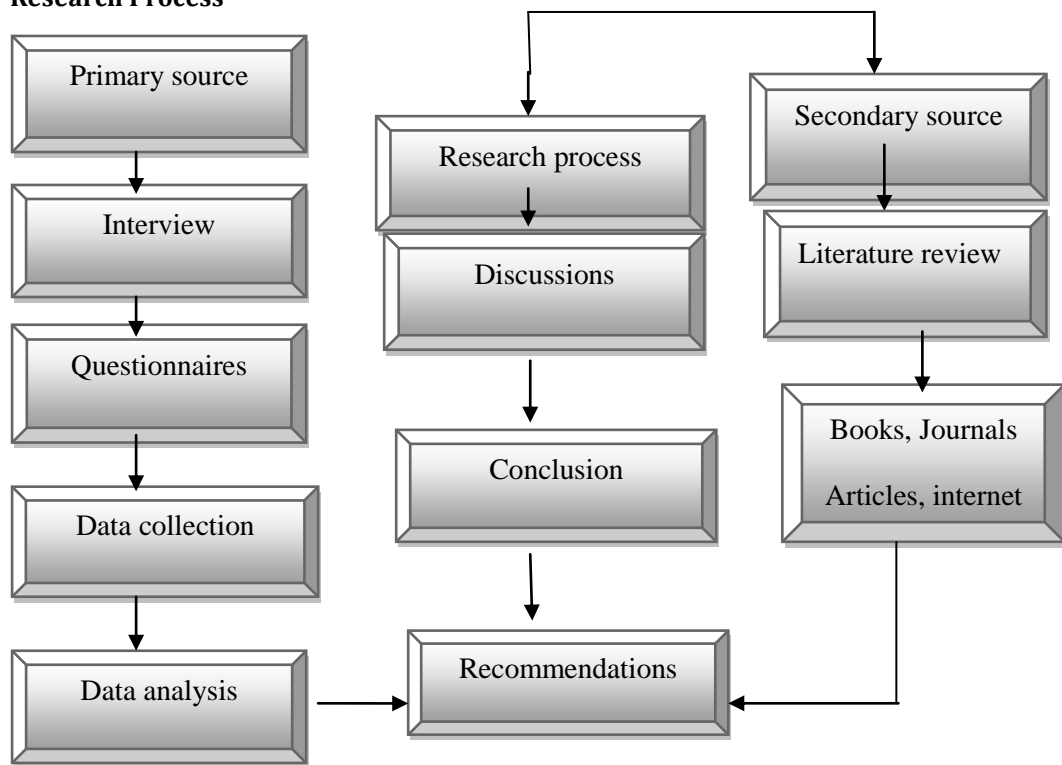 Research Process
Primary source
Interview
Questionnaires
Data collection
Data analysis
Research process
Discussions
Conclusion
Recommendations
Secondary source
Literature review
Books, Journals
Articles, internet